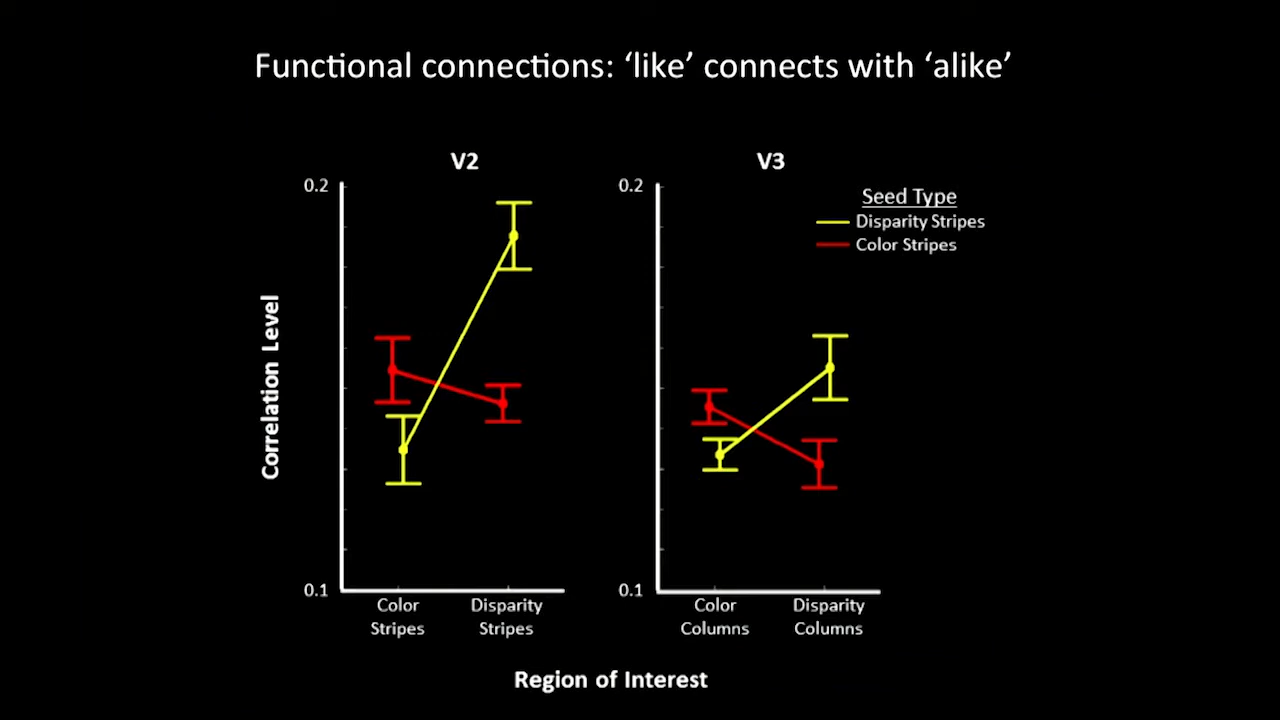 Functional connections: ‘like’ connects with ‘alike’
V2
V3
0.2
0.2
Seed Type
Disparity Stripes
Color Stripes
Correlation Level
0.1
0.1
Color
Stripes
Disparity
Stripes
Color
Columns
Disparity
Columns
Region of Interest